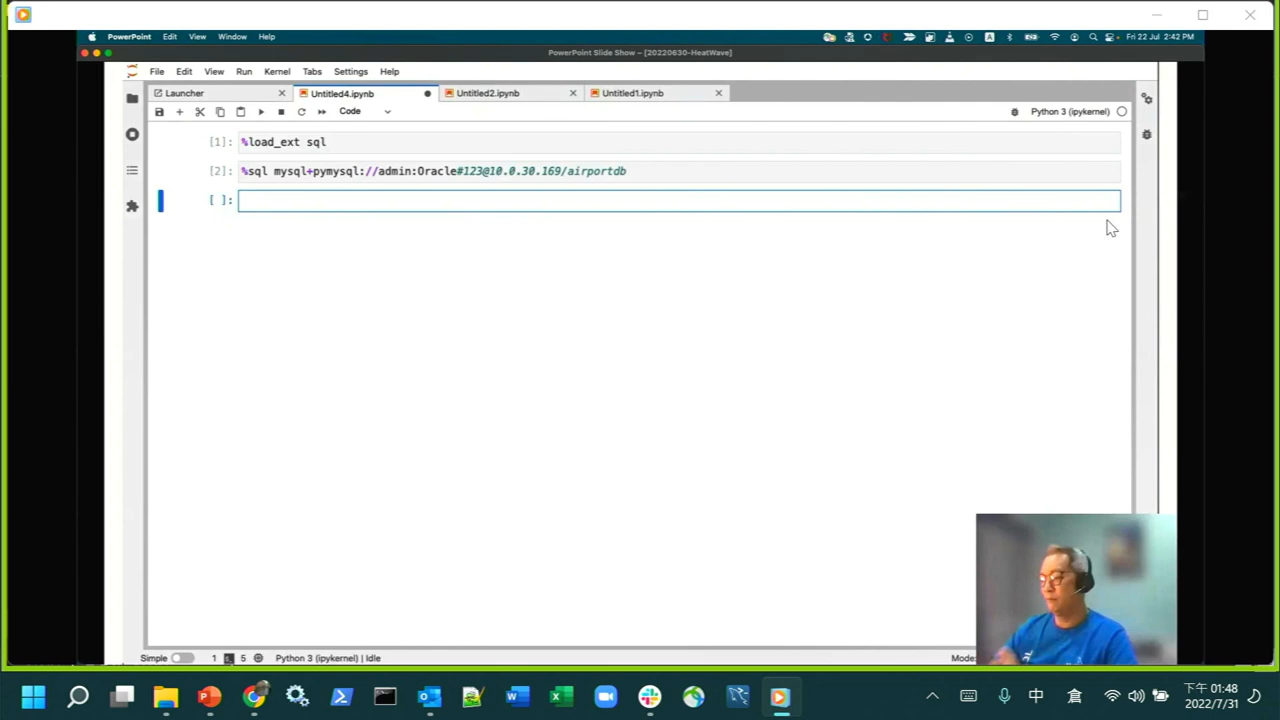 PowerPoint Edit View Window Help Fri 22 Jul 2:42 PM
PowerPoint Slide Show – [20220630-HeatWave]
File Edit View Run Kernel Tabs Settings Help
Launcher Untitled4.ipynb Untitled2.ipynb Untitled1.ipynb
Code Python 3 (ipykernel)
[1]: %load_ext sql
[2]: %sql mysql+pymysql://admin:Oracle#123@10.0.30.169/airportdb
[ ]:
Simple 1 5 Python 3 (ipykernel) | Idle Mode:
中 下午 01:48
2022/7/31